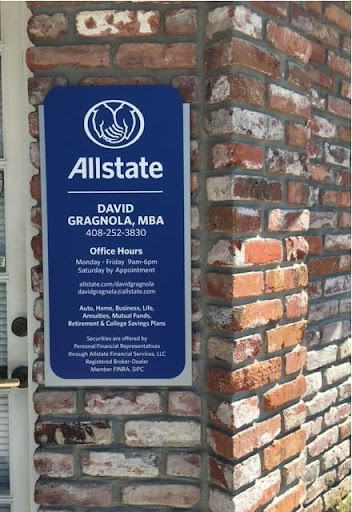 Allstate
DAVID
GRAGNOLA, MBA
408-252-3830
Office Hours
Monday - Friday 9am-6pm
Saturday by Appointment
allstate.com/davidgragnola
davidgragnola@allstate.com
Auto, Home, Business, Life,
Annuities, Mutual Funds,
Retirement & College Savings Plans
Securities are offered by
Personal Financial Representatives
through Allstate Financial Services, LLC
Registered Broker-Dealer
Member FINRA, SIPC